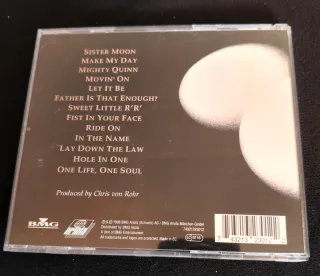 SISTER MOON
MAKE MY DAY
MIGHTY QUINN
MOVIN' ON
LET IT BE
FATHER IS THAT ENOUGH?
SWEET LITTLE R'R'
FIST IN YOUR FACE
RIDE ON
IN THE NAME
LAY DOWN THE LAW
HOLE IN ONE
ONE LIFE, ONE SOUL
Produced by Chris von Rohr
BMG
ARIOLA